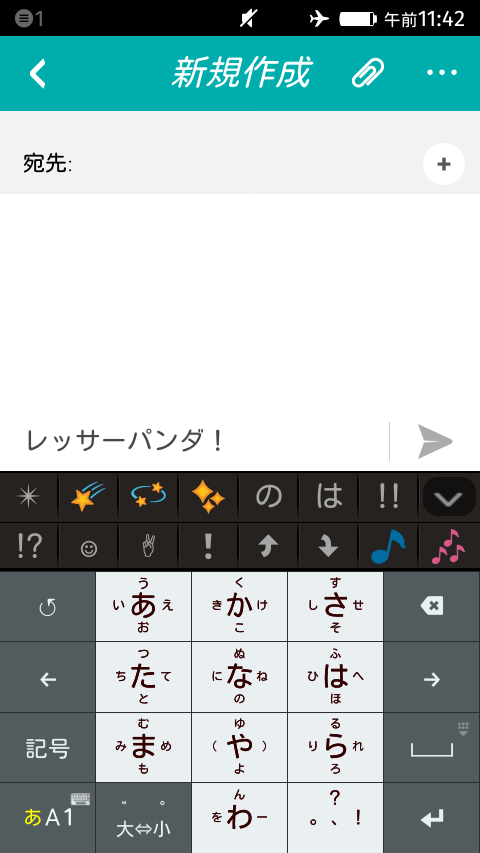 1 午前11:42
新規作成
宛先:
レッサーパンダ！
の は !!
!? !
う く す
い あ え き か け し さ せ
お こ そ
つ ぬ ふ
ち た て に な ね ひ は へ
と の ほ
む ゆ る
記号 み ま め （ や ） り ら れ
も よ ろ
ん ?
あA1 ゛ ゜ を わ ー 。 、 !
大⇔小